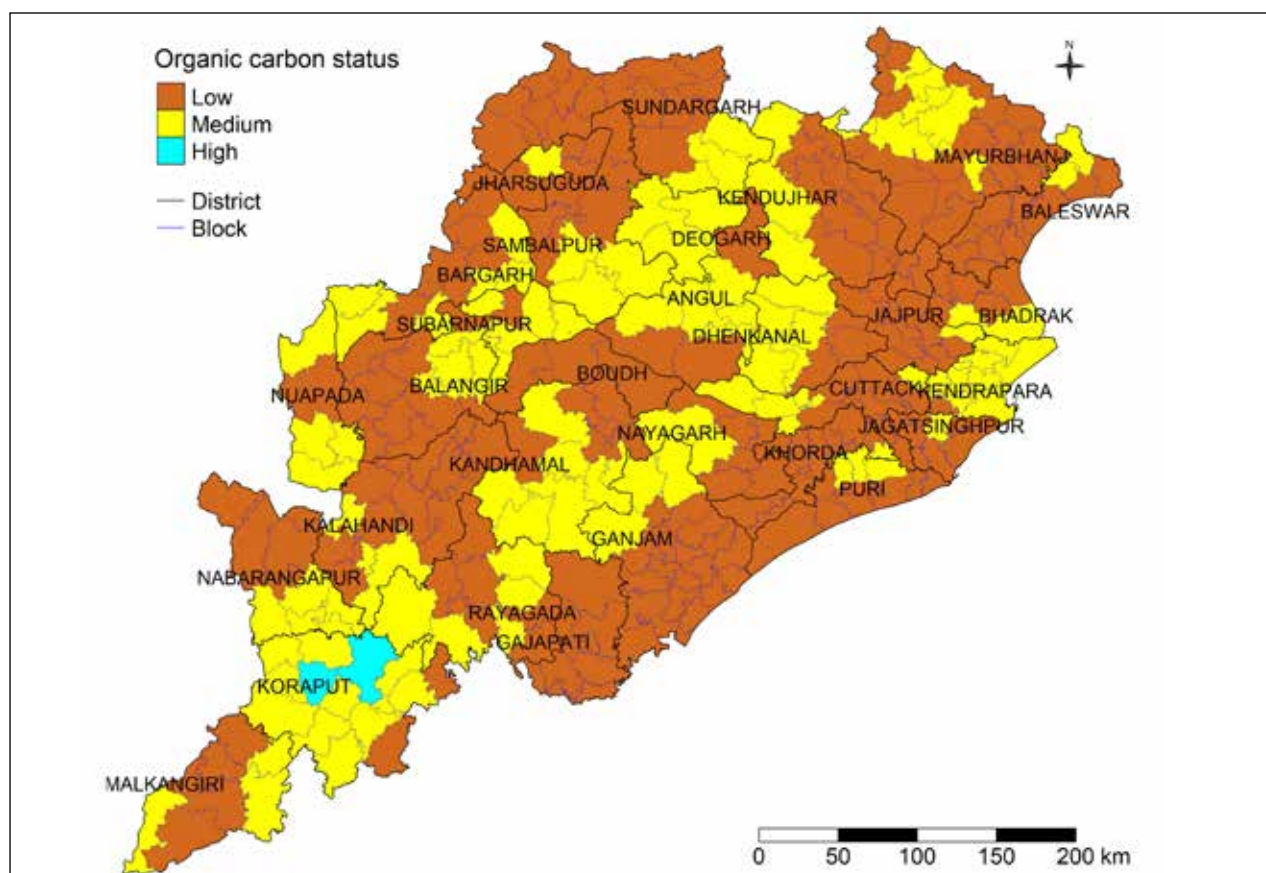 Organic carbon status
Low
Medium
High
District
Block
N
SUNDARGARH
JHARSUGUDA
MAYURBHANJ
KENDUJHAR
BALESWAR
DEOGARH
SAMBALPUR
BARGARH
ANGUL
SUBARNAPUR
JAJPUR
BHADRAK
DHENKANAL
BOUDH
BALANGIR
NUAPADA
CUTTACK
KENDRAPARA
JAGATSINGHPUR
NAYAGARH
KHORDA
KANDHAMAL
PURI
KALAHANDI
GANJAM
NABARANGAPUR
RAYAGADA
GAJAPATI
KORAPUT
MALKANGIRI
0 50 100 150 200 km